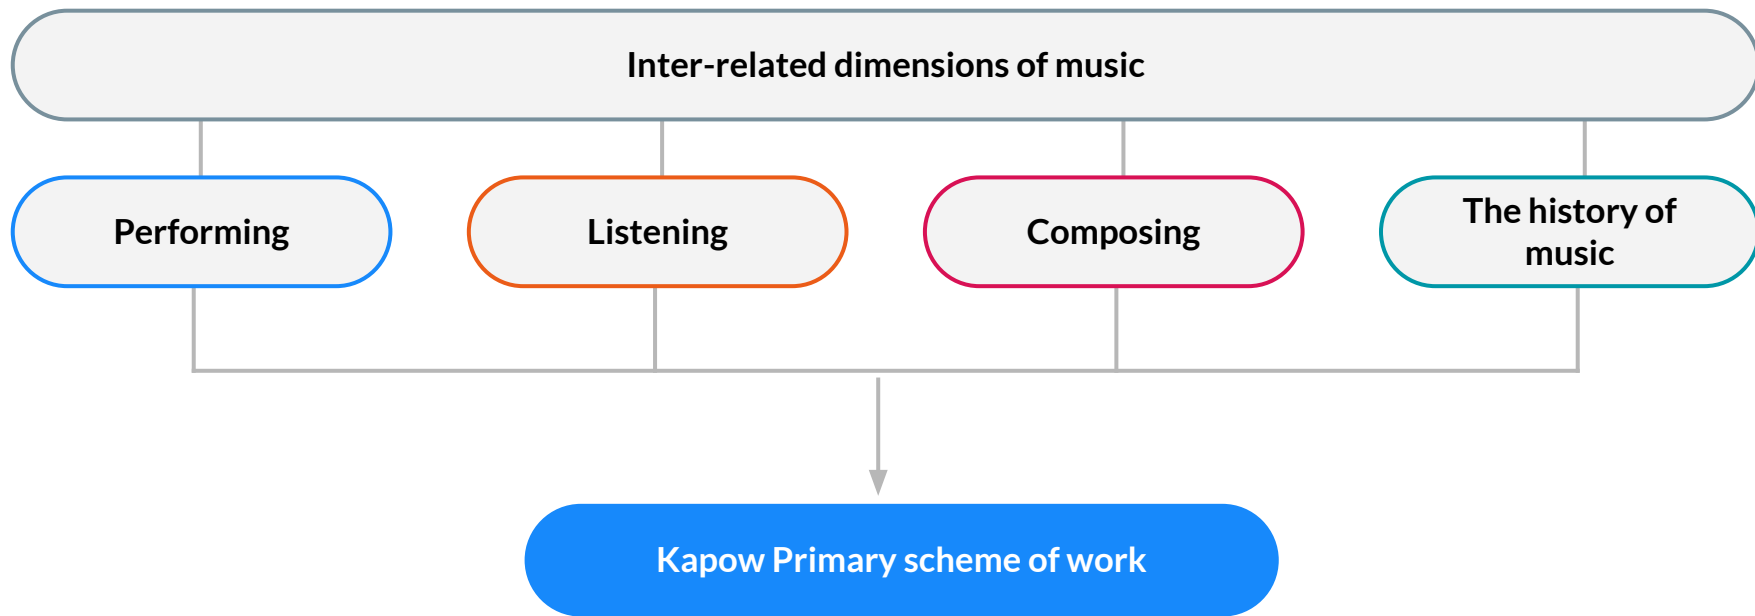 Inter-related dimensions of music
Performing
Listening
Composing
The history of
music
Kapow Primary scheme of work